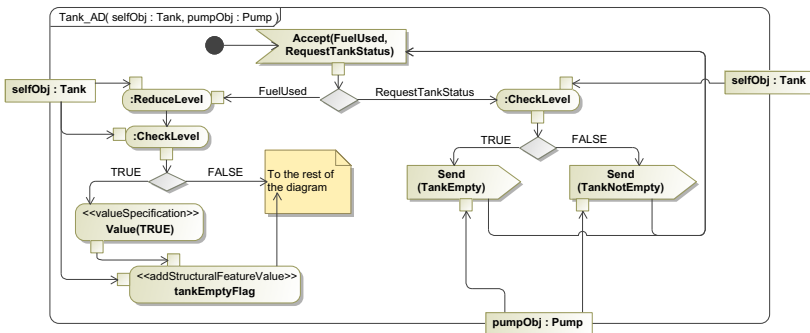 Tank_AD( selfObj : Tank, pumpObj : Pump )
Accept(FuelUsed,
RequestTankStatus)
selfObj : Tank
selfObj : Tank
FuelUsed
RequestTankStatus
:ReduceLevel
:CheckLevel
:CheckLevel
TRUE
FALSE
TRUE
FALSE
To the rest of
the diagram
Send
(TankEmpty)
Send
(TankNotEmpty)
<<valueSpecification>>
Value(TRUE)
<<addStructuralFeatureValue>>
tankEmptyFlag
pumpObj : Pump